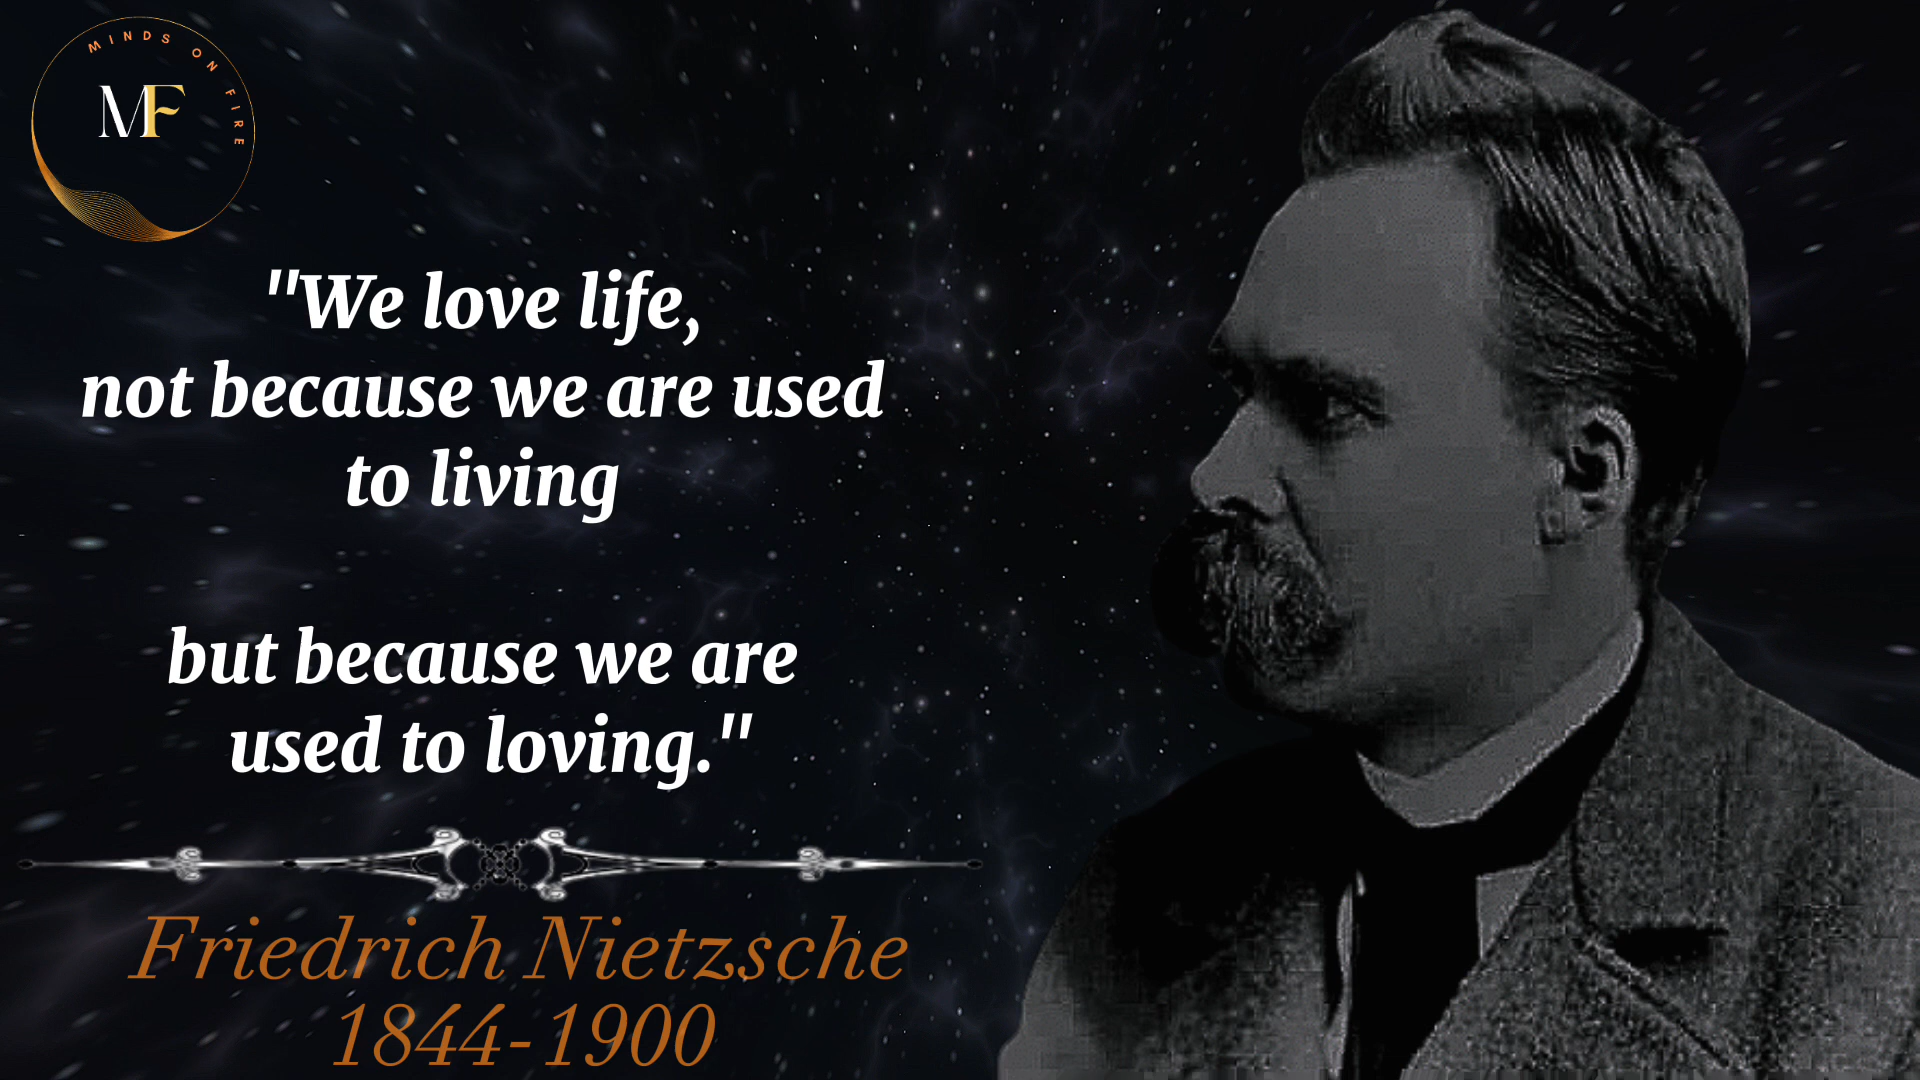 MINDS ON FIRE
MF
"We love life,
not because we are used
to living
but because we are
used to loving."
Friedrich Nietzsche
1844-1900